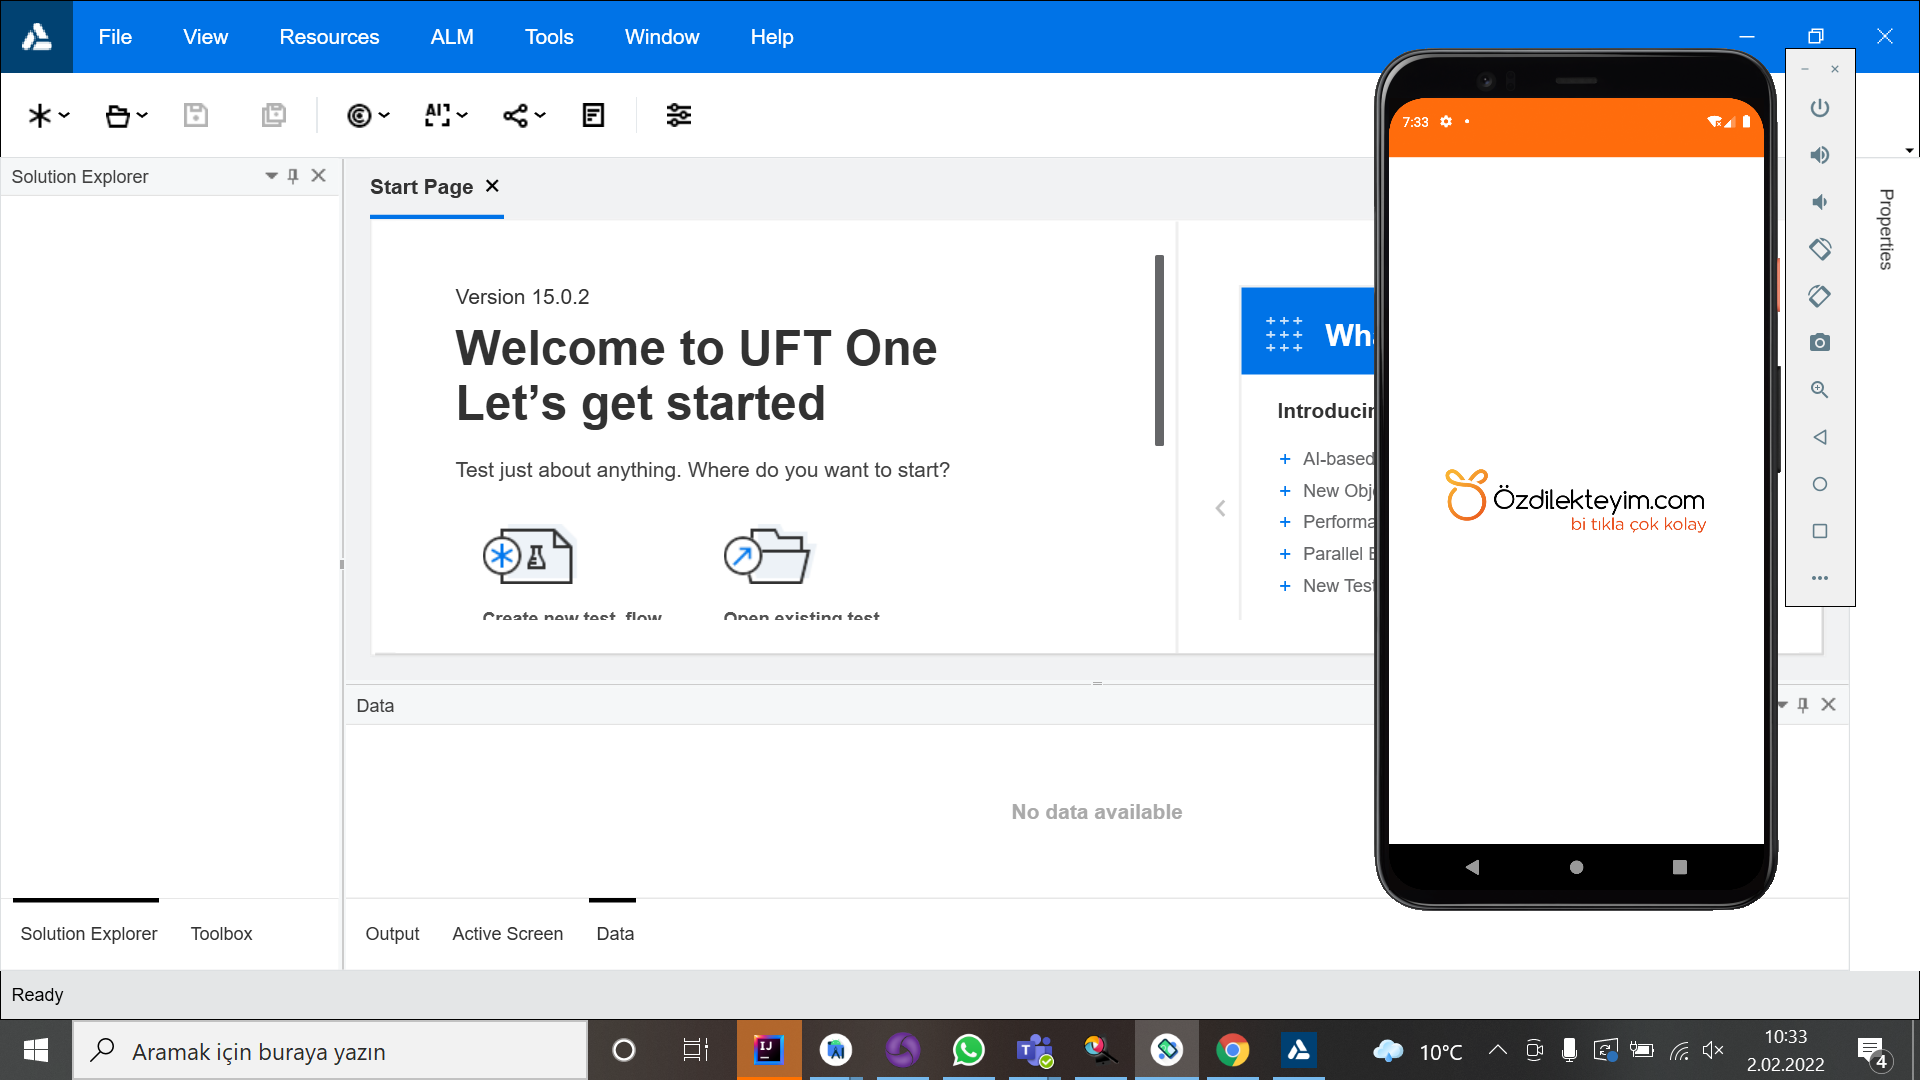 File View Resources ALM Tools Window Help
Solution Explorer
Start Page
Properties
Version 15.0.2
Welcome to UFT One
Let’s get started
Test just about anything. Where do you want to start?
Create new test, flow
Open existing test
Wha
Introducin
+ AI-based
+ New Obj
+ Performa
+ Parallel E
+ New Test
7:33
Özdilekteyim.com
bi tıkla çok kolay
Data
No data available
Solution Explorer Toolbox
Output Active Screen Data
Ready
Aramak için buraya yazın
10°C
10:33
2.02.2022
4